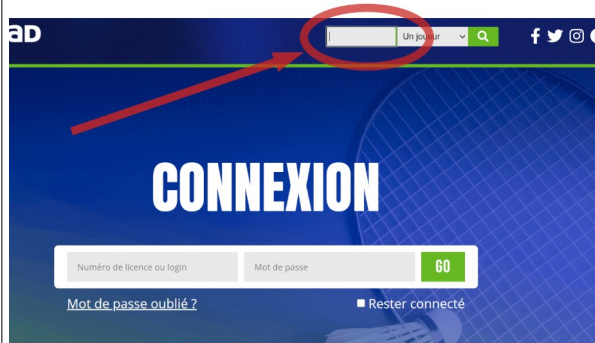 aD
Un joueur
CONNEXION
Numéro de licence ou login
Mot de passe
GO
Mot de passe oublié ?
Rester connecté